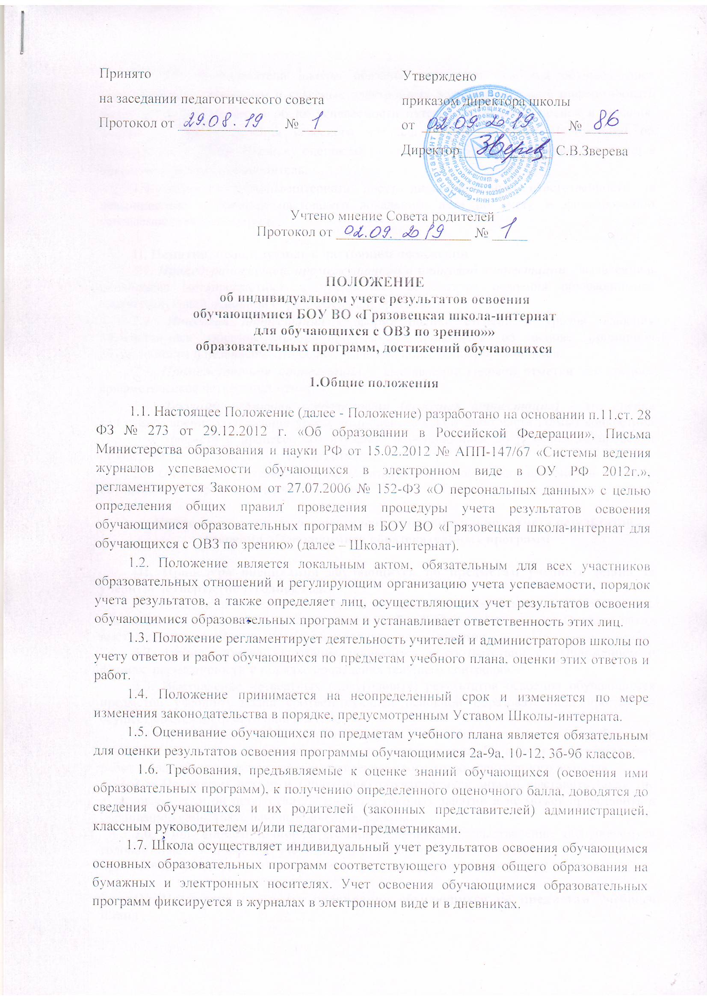 Принято
на заседании педагогического совета
Протокол от 29.08.19 № 1
Утверждено
приказом директора школы
от 02.09.2019 № 86
Директор С.В.Зверева
Учтено мнение Совета родителей
Протокол от 02.09.2019 № 1
ПОЛОЖЕНИЕ
об индивидуальном учете результатов освоения
обучающимися БОУ ВО «Грязовецкая школа-интернат
для обучающихся с ОВЗ по зрению»»
образовательных программ, достижений обучающихся
1.Общие положения
1.1. Настоящее Положение (далее - Положение) разработано на основании п.11.ст. 28
ФЗ № 273 от 29.12.2012 г. «Об образовании в Российской Федерации», Письма
Министерства образования и науки РФ от 15.02.2012 № АПП-147/67 «Системы ведения
журналов успеваемости обучающихся в электронном виде в ОУ РФ 2012г.»,
регламентируется Законом от 27.07.2006 № 152-ФЗ «О персональных данных» с целью
определения общих правил проведения процедуры учета результатов освоения
обучающимися образовательных программ в БОУ ВО «Грязовецкая школа-интернат для
обучающихся с ОВЗ по зрению» (далее – Школа-интернат).
1.2. Положение является локальным актом, обязательным для всех участников
образовательных отношений и регулирующим организацию учета успеваемости, порядок
учета результатов, а также определяет лиц, осуществляющих учет результатов освоения
обучающимися образовательных программ и устанавливает ответственность этих лиц.
1.3. Положение регламентирует деятельность учителей и администраторов школы по
учету ответов и работ обучающихся по предметам учебного плана, оценки этих ответов и
работ.
1.4. Положение принимается на неопределенный срок и изменяется по мере
изменения законодательства в порядке, предусмотренным Уставом Школы-интерната.
1.5. Оценивание обучающихся по предметам учебного плана является обязательным
для оценки результатов освоения программы обучающимися 2а-9а, 10-12, 3б-9б классов.
1.6. Требования, предъявляемые к оценке знаний обучающихся (освоения ими
образовательных программ), к получению определенного оценочного балла, доводятся до
сведения обучающихся и их родителей (законных представителей) администрацией,
классным руководителем и/или педагогами-предметниками.
1.7. Школа осуществляет индивидуальный учет результатов освоения обучающимся
основных образовательных программ соответствующего уровня общего образования на
бумажных и электронных носителях. Учет освоения обучающимися образовательных
программ фиксируется в журналах в электронном виде и в дневниках.